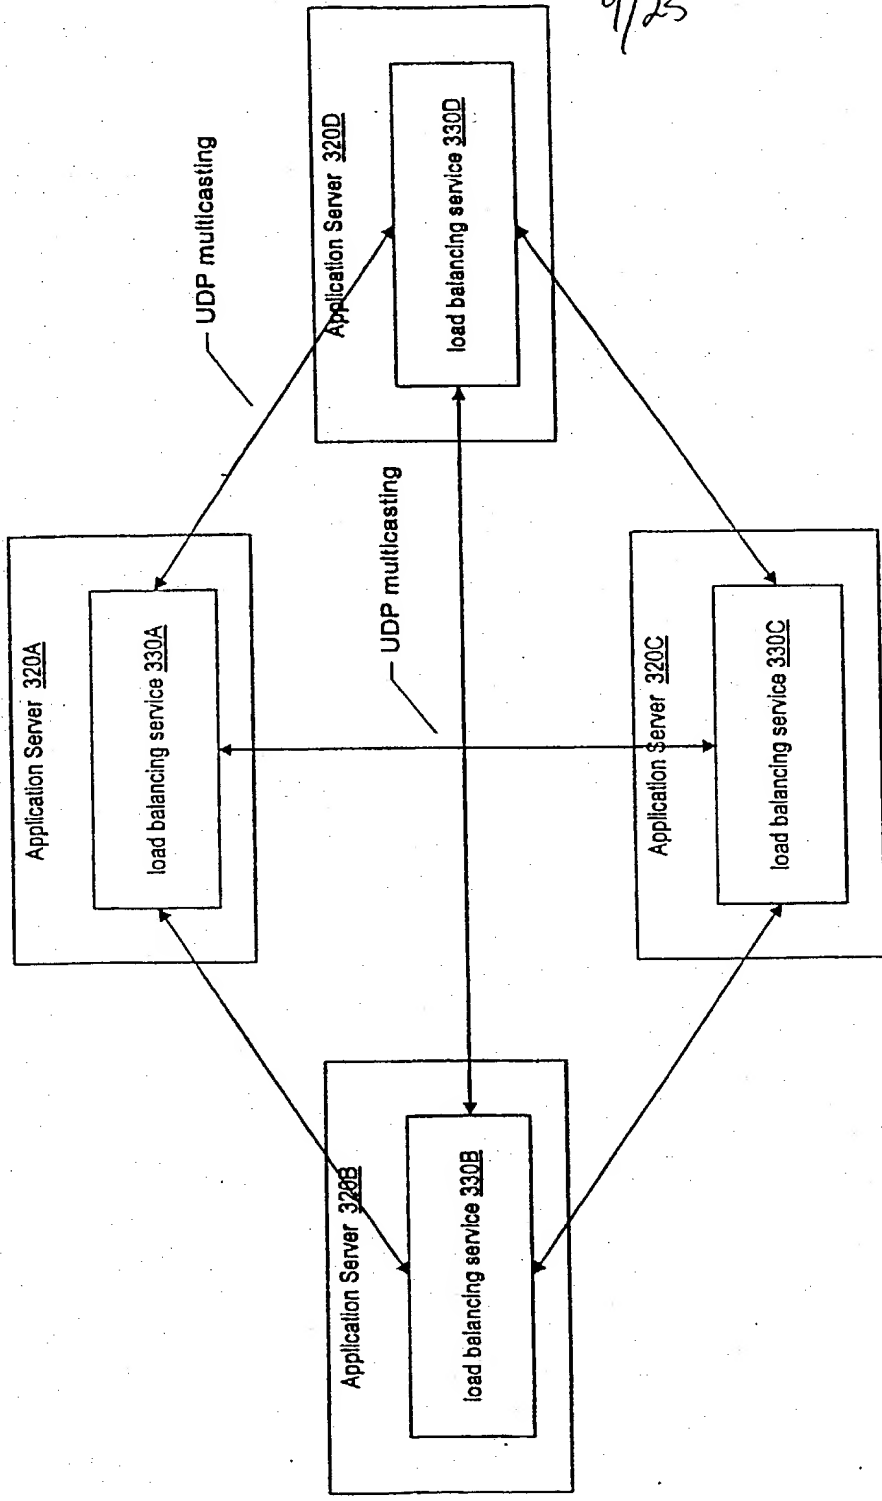 9/25
UDP multicasting
Application Server 320A
load balancing service 330A
UDP multicasting
Application Server 320B
load balancing service 330B
Application Server 320D
load balancing service 330D
Application Server 320C
load balancing service 330C